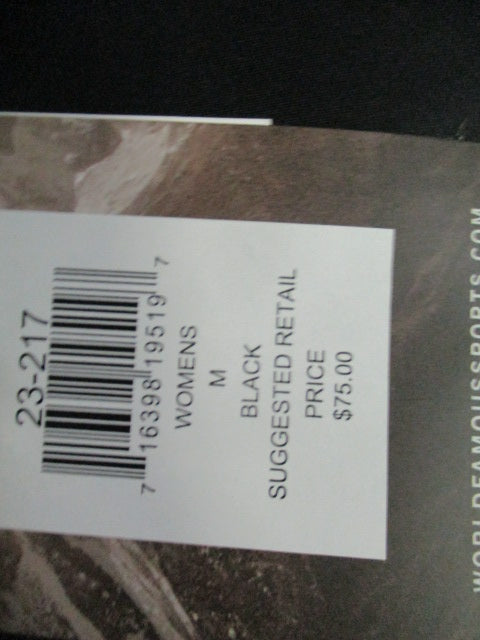 23-217
7 16398 19519 7
WOMENS
M
BLACK
SUGGESTED RETAIL
PRICE
$75.00
WORLDFAMOUSSPORTS.COM